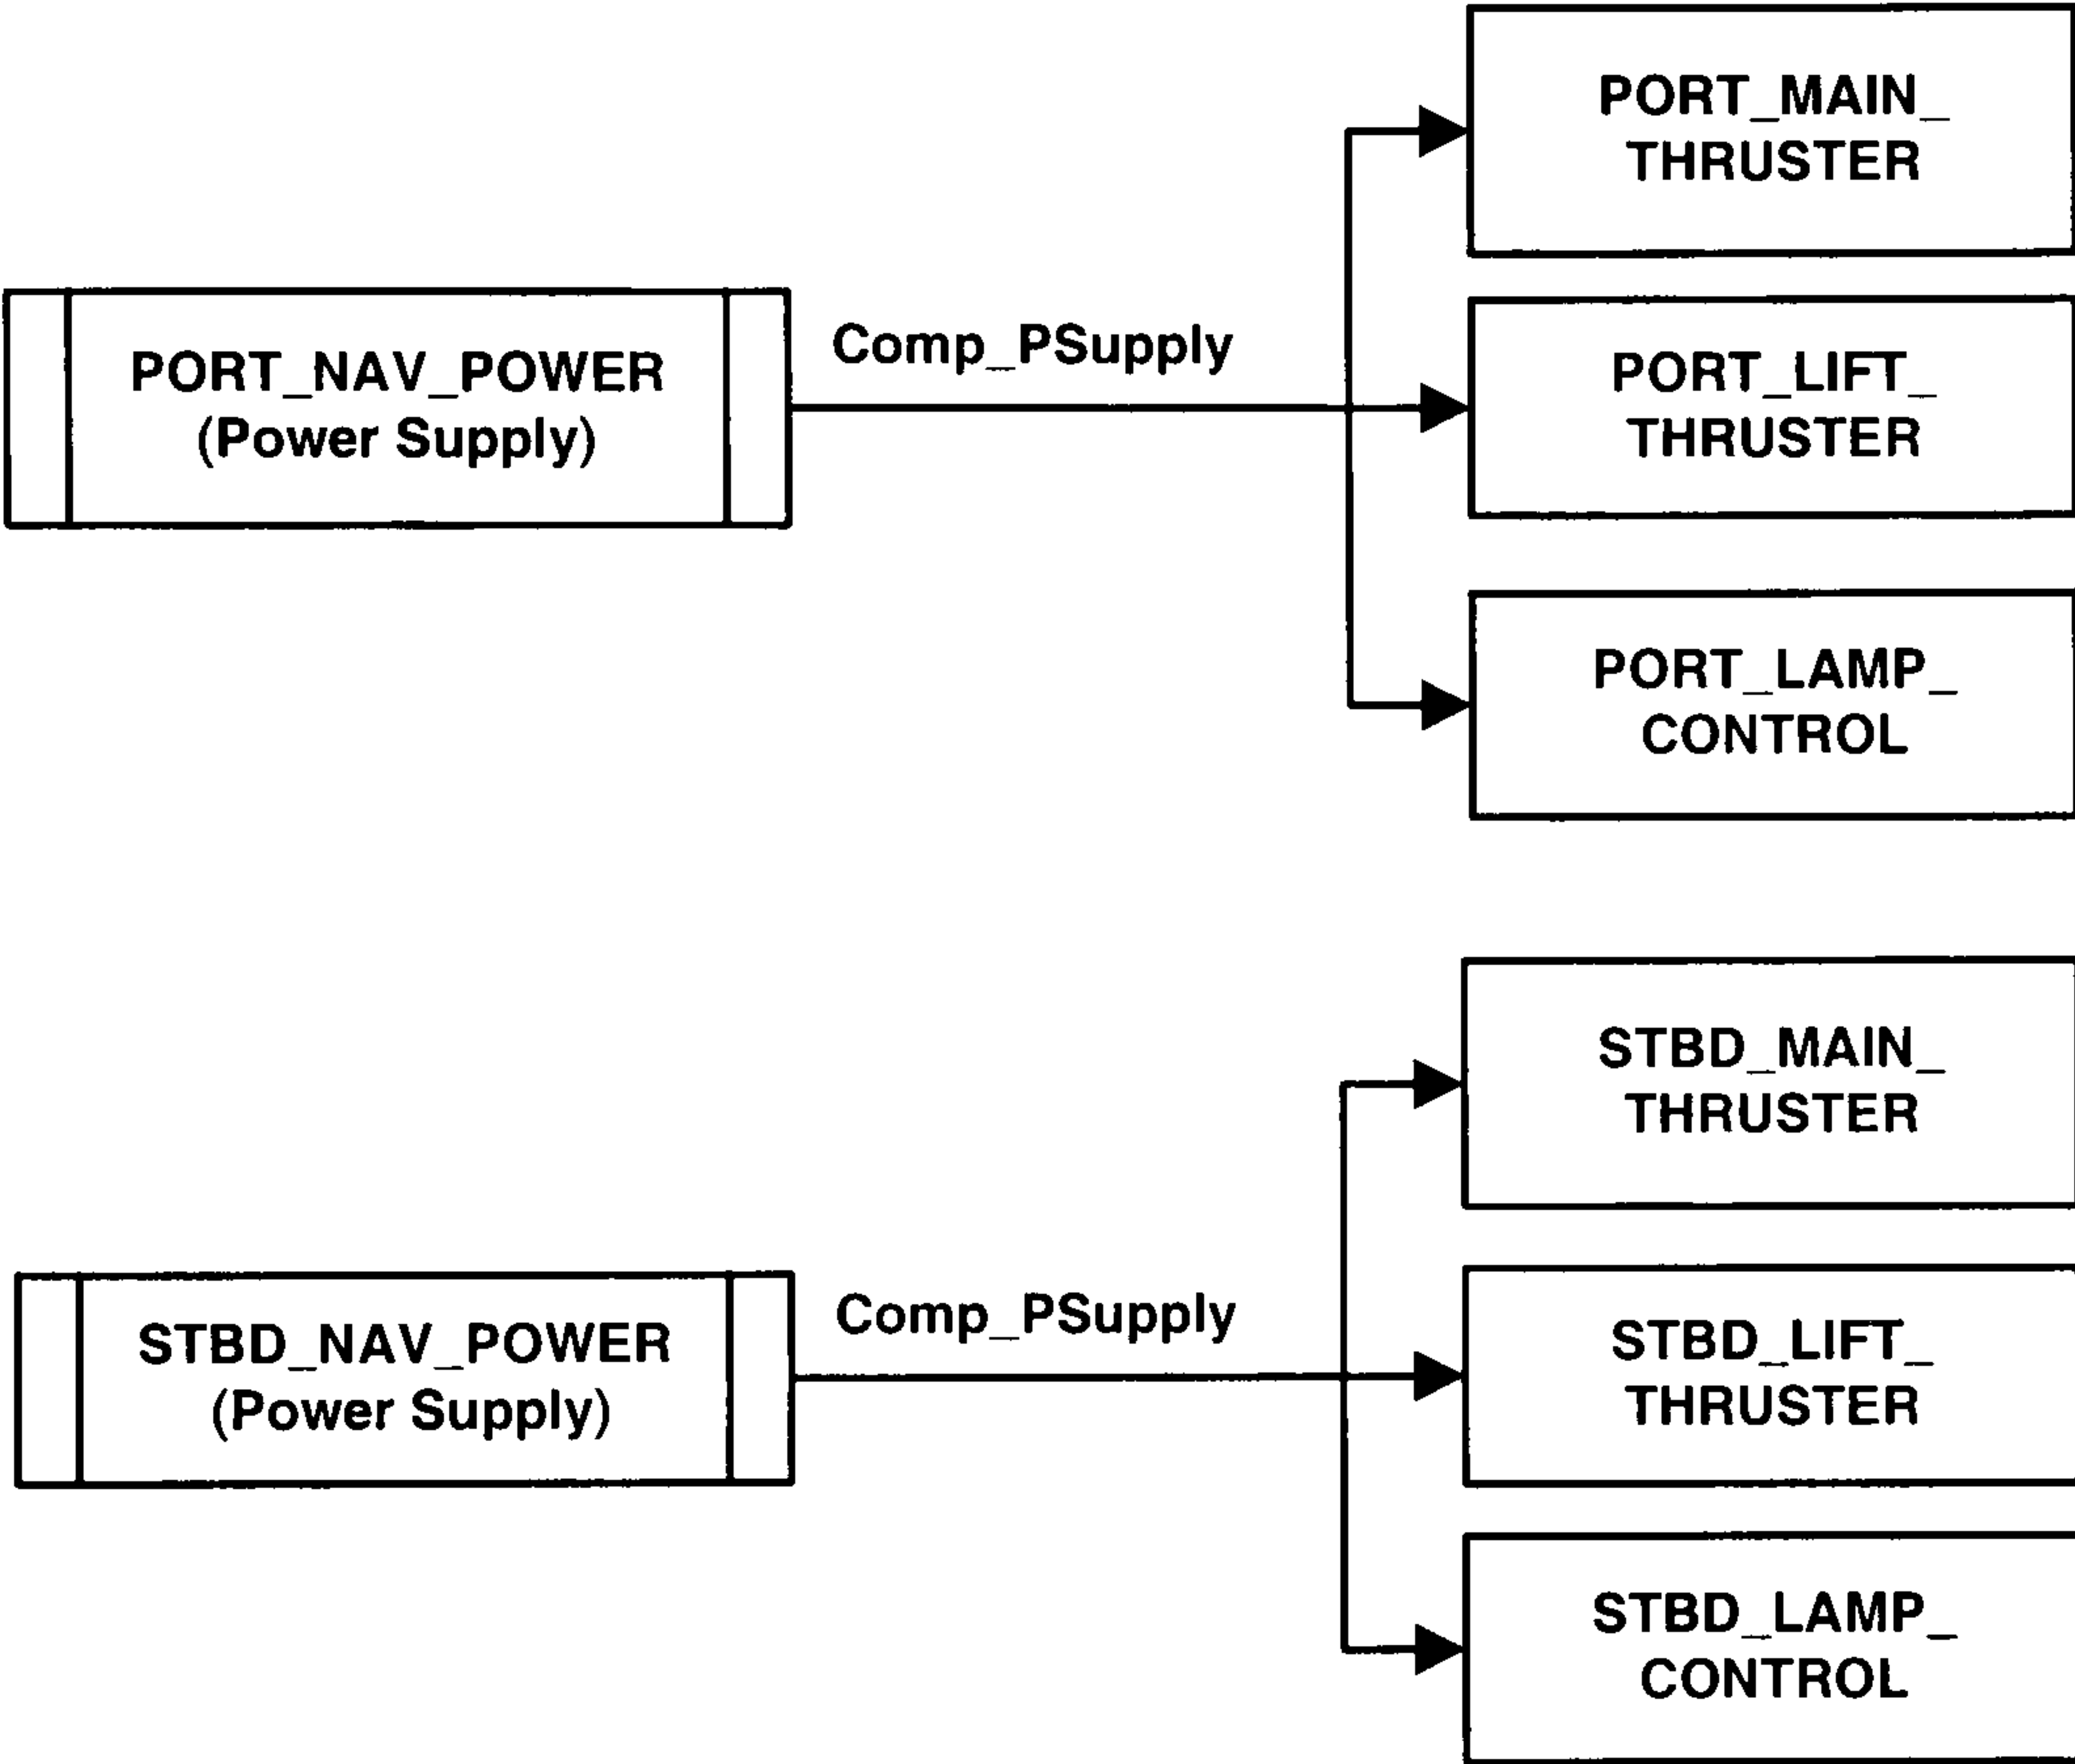 PORT_MAIN_
THRUSTER
PORT_NAV_POWER
(Power Supply)
Comp_PSupply
PORT_LIFT_
THRUSTER
PORT_LAMP_
CONTROL
STBD_MAIN_
THRUSTER
STBD_NAV_POWER
(Power Supply)
Comp_PSupply
STBD_LIFT_
THRUSTER
STBD_LAMP_
CONTROL